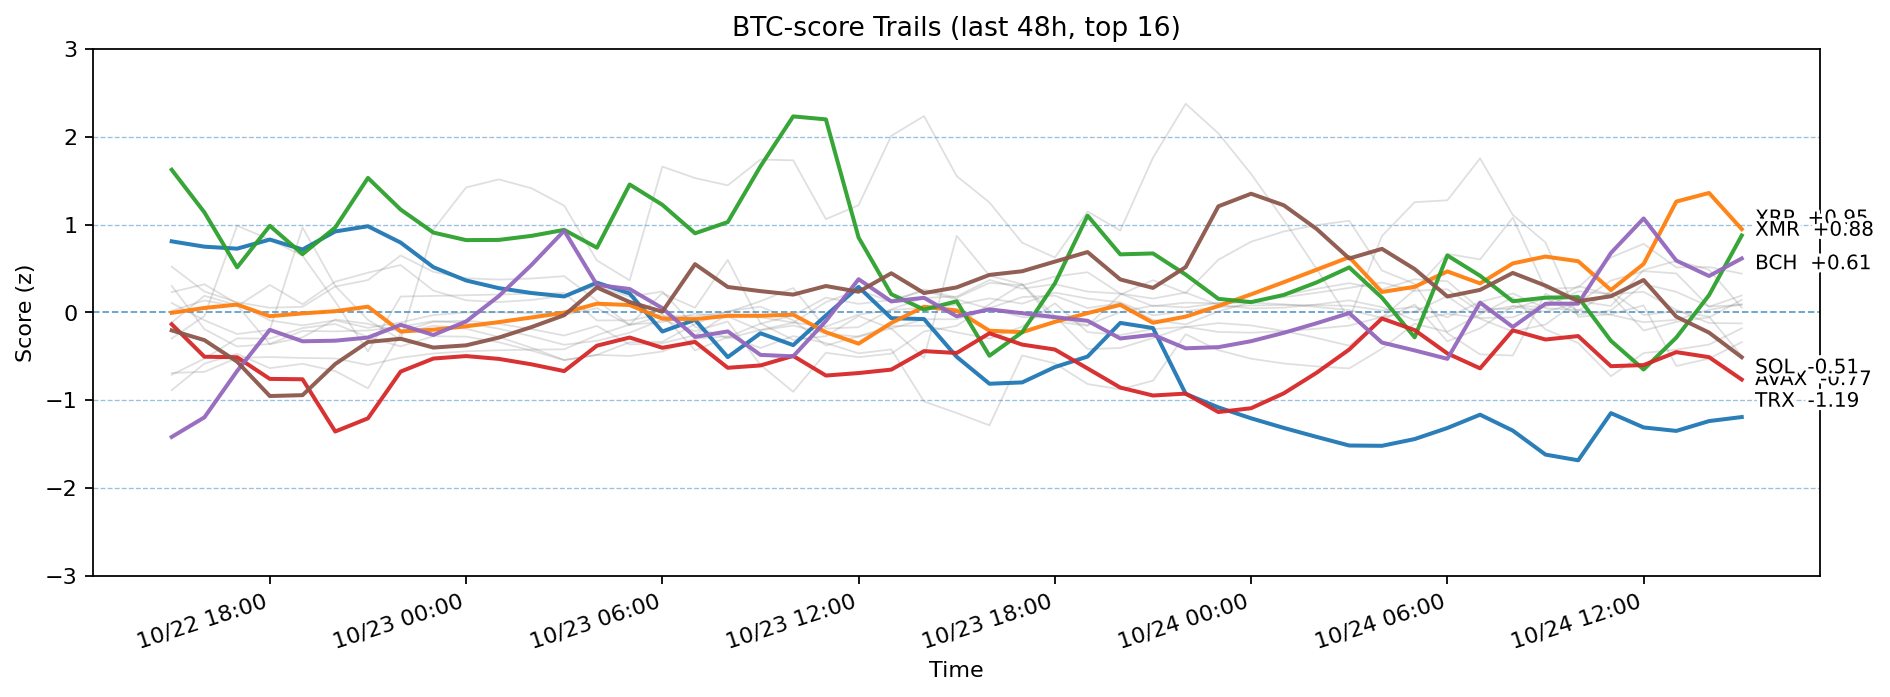 BTC-score Trails (last 48h, top 16)
Score (z)
3
2
1
0
−1
−2
−3
XRP +0.95
XMR +0.88
BCH +0.61
SOL -0.51
AVAX -0.77
TRX -1.19
10/22 18:00
10/23 00:00
10/23 06:00
10/23 12:00
10/23 18:00
10/24 00:00
10/24 06:00
10/24 12:00
Time